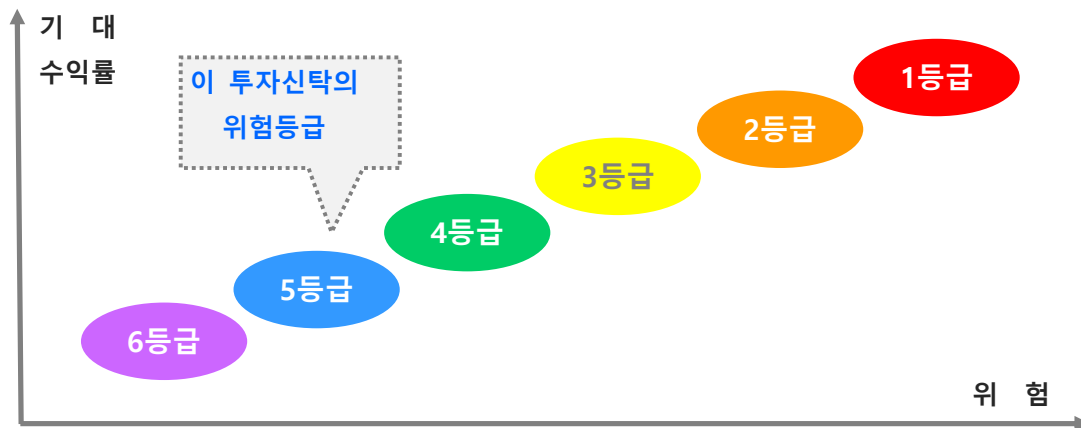 기 대
수익률
이 투자신탁의
위험등급
1등급
2등급
3등급
4등급
5등급
6등급
위 험